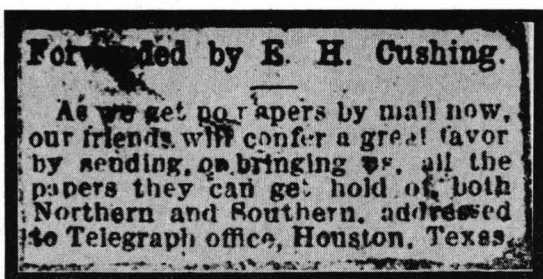 Forwarded by E. H. Cushing.
As we get no papers by mail now,
our friends will confer a great favor
by sending, or bringing us, all the
papers they can get hold of, both
Northern and Southern, addressed
to Telegraph office, Houston, Texas.